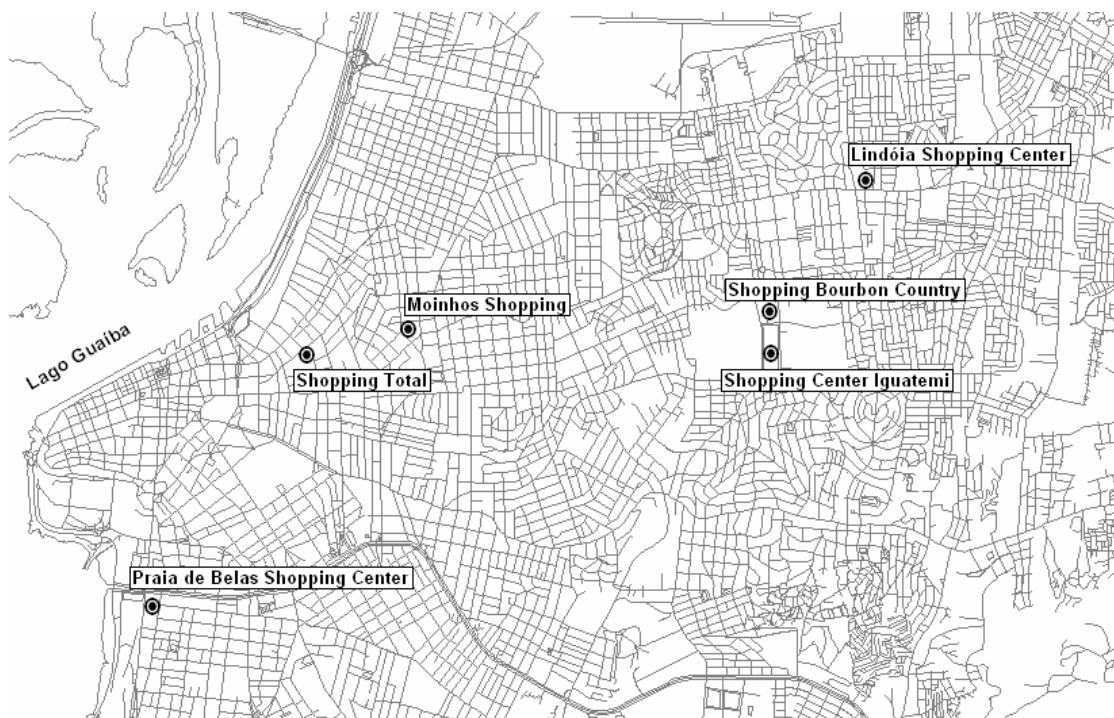 Lindóia Shopping Center
Shopping Bourbon Country
Moinhos Shopping
Lago Guaíba
Shopping Total
Shopping Center Iguatemi
Praia de Belas Shopping Center